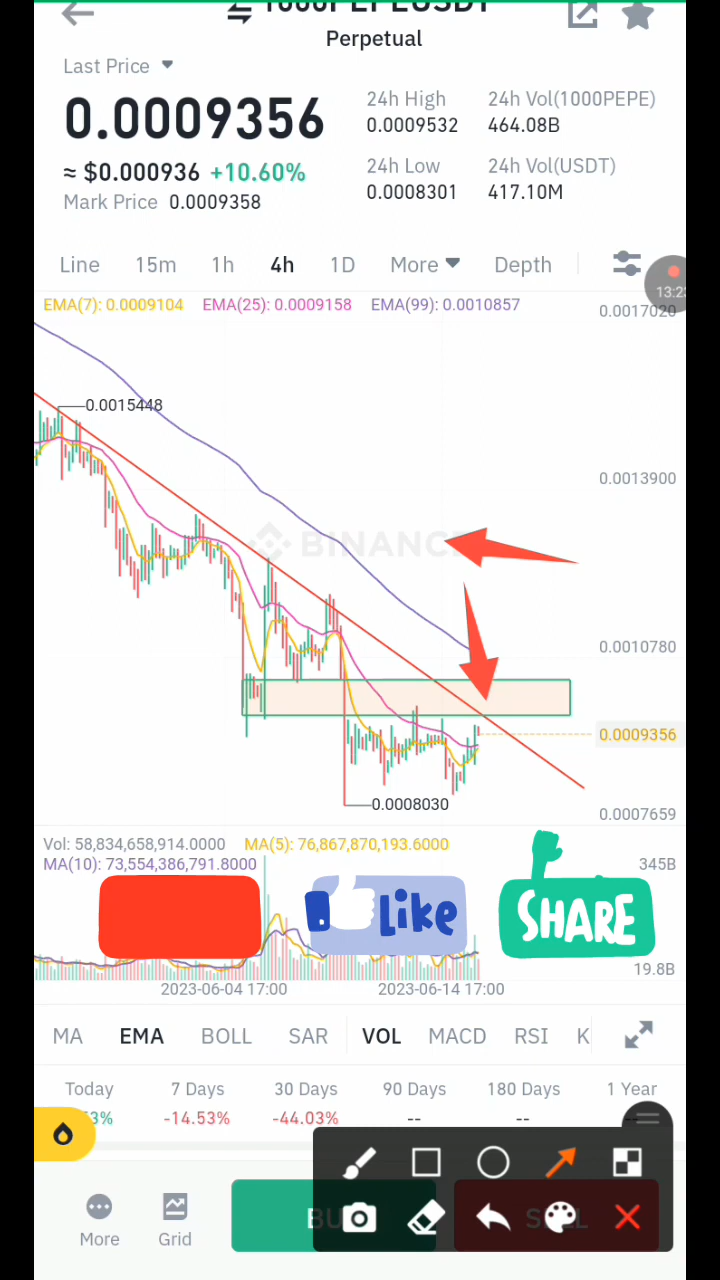 1000PEPEUSDT
Perpetual
Last Price
0.0009356
≈ $0.000936 +10.60%
Mark Price 0.0009358
24h High
0.0009532
24h Vol(1000PEPE)
464.08B
24h Low
0.0008301
24h Vol(USDT)
417.10M
Line 15m 1h 4h 1D More Depth
EMA(7): 0.0009104 EMA(25): 0.0009158 EMA(99): 0.0010857
0.0017020
0.0015448
0.0013900
BINANCE
0.0010780
0.0009356
0.0008030
0.0007659
Vol: 58,834,658,914.0000 MA(5): 76,867,870,193.6000
MA(10): 73,554,386,791.8000
345B
like
SHARE
19.8B
2023-06-04 17:00 2023-06-14 17:00
MA EMA BOLL SAR VOL MACD RSI K
Today 7 Days 30 Days 90 Days 180 Days 1 Year
3% -14.53% -44.03% -- --
More Grid